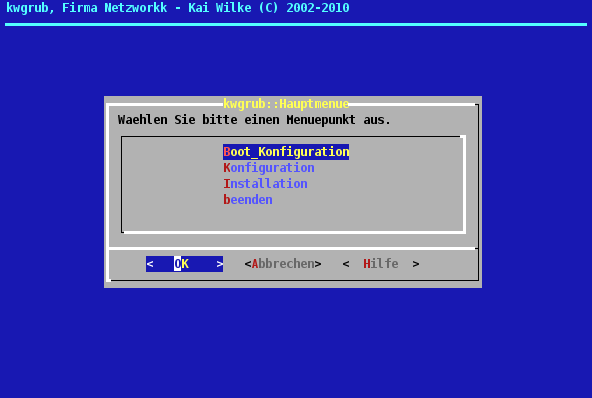 kwgrub, Firma Netzworkk - Kai Wilke (C) 2002-2010
kwgrub::Hauptmenue
Waehlen Sie bitte einen Menuepunkt aus.
Boot_Konfiguration
Konfiguration
Installation
beenden
<   OK    >   <Abbrechen>   <  Hilfe  >